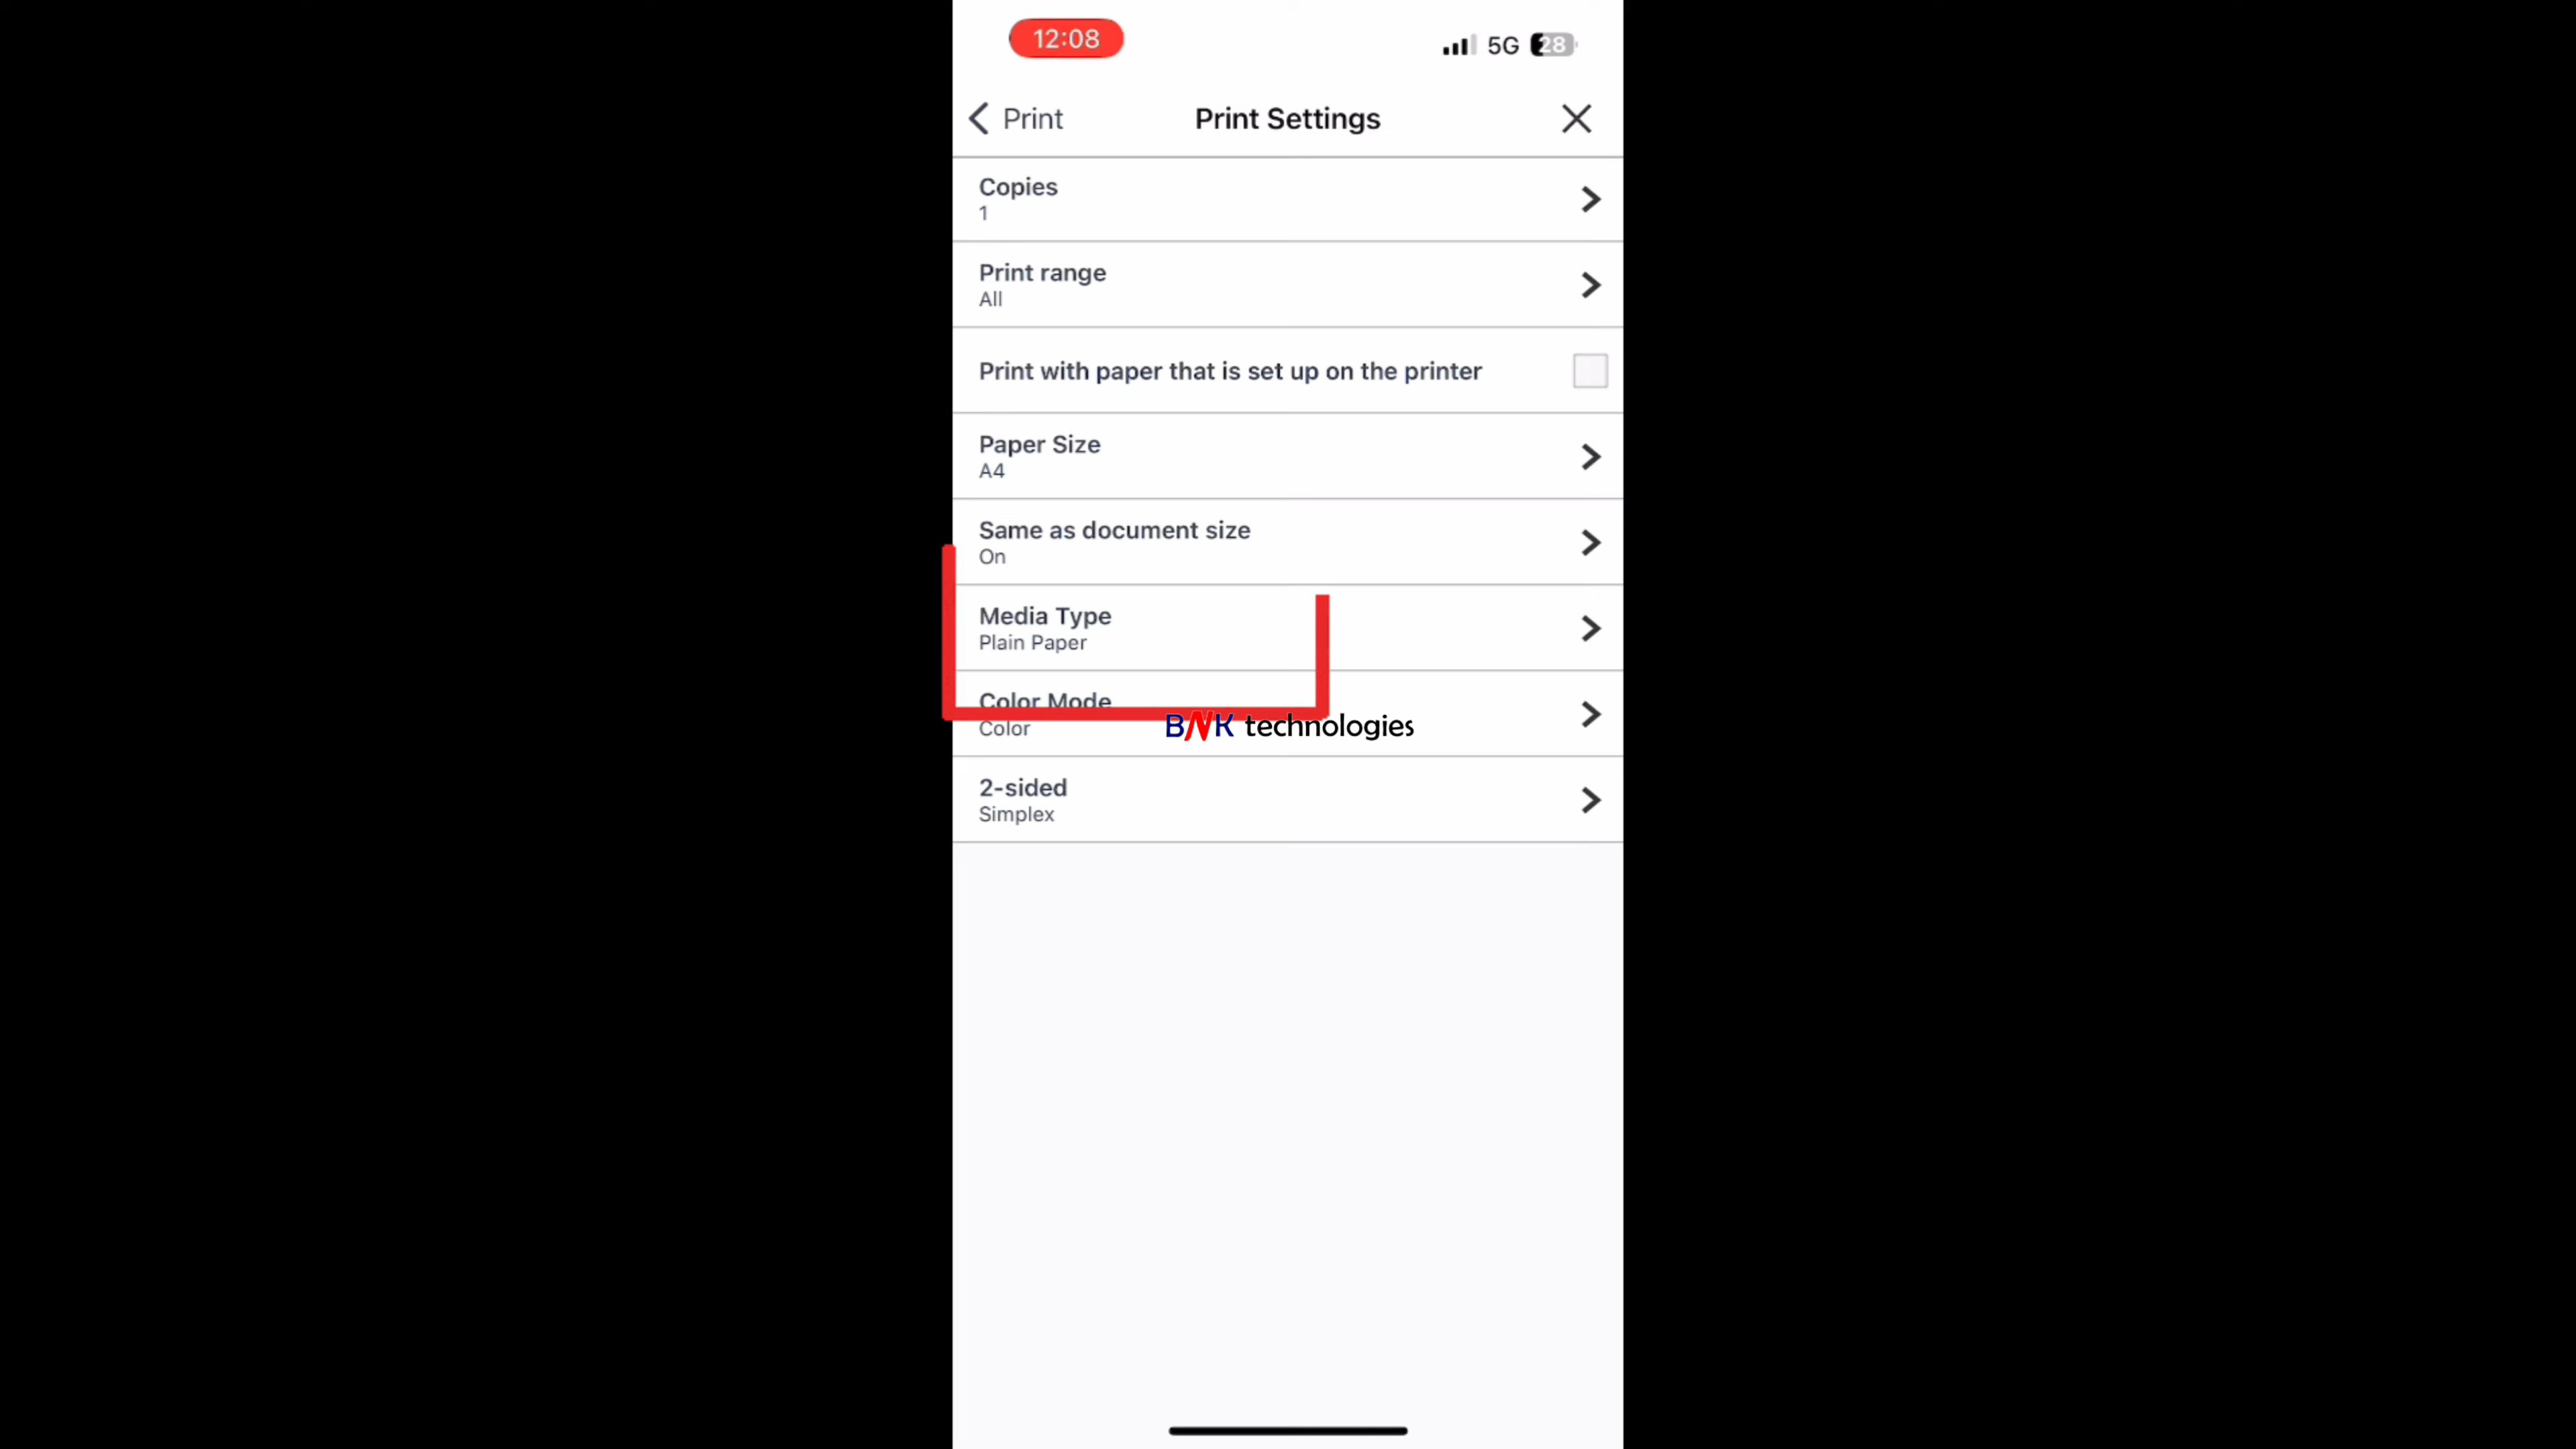 12:08
5G 28
Print
Print Settings
Copies
1
Print range
All
Print with paper that is set up on the printer
Paper Size
A4
Same as document size
On
Media Type
Plain Paper
Color Mode
Color
BNK technologies
2-sided
Simplex